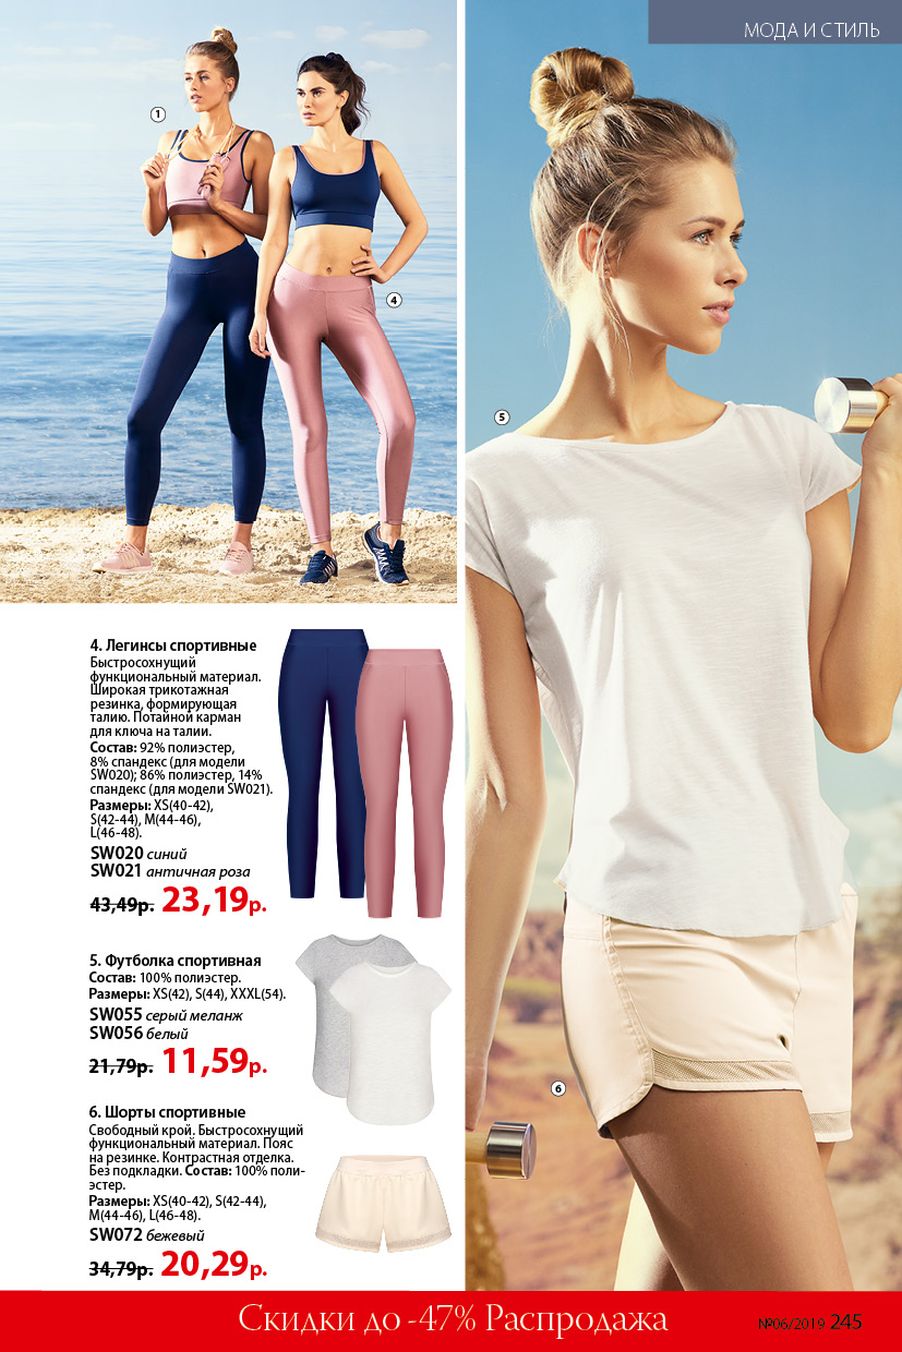 МОДА И СТИЛЬ
1
4
5
4. Легинсы спортивные
Быстросохнущий
функциональный материал.
Широкая трикотажная
резинка, формирующая
талию. Потайной карман
для ключа на талии.
Состав: 92% полиэстер,
8% спандекс (для модели
SW020); 86% полиэстер, 14%
спандекс (для модели SW021).
Размеры: XS(40-42),
S(42-44), M(44-46),
L(46-48).
SW020 синий
SW021 античная роза
43,49р. 23,19р.
5. Футболка спортивная
Состав: 100% полиэстер.
Размеры: XS(42), S(44), XXXL(54).
SW055 серый меланж
SW056 белый
21,79р. 11,59р.
6
6. Шорты спортивные
Свободный крой. Быстросохнущий
функциональный материал. Пояс
на резинке. Контрастная отделка.
Без подкладки. Состав: 100% поли-
эстер.
Размеры: XS(40-42), S(42-44),
M(44-46), L(46-48).
SW072 бежевый
34,79р. 20,29р.
Скидки до -47% Распродажа
№06/2019 245